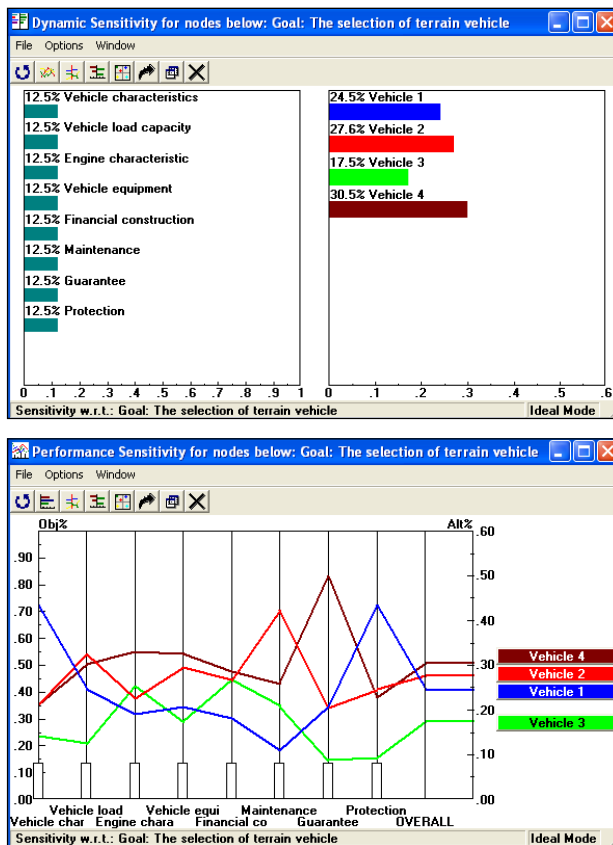 Dynamic Sensitivity for nodes below: Goal: The selection of terrain vehicle
File Options Window
12.5% Vehicle characteristics
12.5% Vehicle load capacity
12.5% Engine characteristic
12.5% Vehicle equipment
12.5% Financial construction
12.5% Maintenance
12.5% Guarantee
12.5% Protection
24.5% Vehicle 1
27.6% Vehicle 2
17.5% Vehicle 3
30.5% Vehicle 4
0 .1 .2 .3 .4 .5 .6 .7 .8 .9 1
0 .1 .2 .3 .4 .5 .6
Sensitivity w.r.t.: Goal: The selection of terrain vehicle Ideal Mode
Performance Sensitivity for nodes below: Goal: The selection of terrain vehicle
File Options Window
Obj% Alt%
.90
.80
.70
.60
.50
.40
.30
.20
.10
.00
.60
.50
.40
.30
.20
.10
.00
Vehicle 4
Vehicle 2
Vehicle 1
Vehicle 3
Vehicle load Vehicle equi Maintenance Protection
Vehicle char Engine chara Financial co Guarantee OVERALL
Sensitivity w.r.t.: Goal: The selection of terrain vehicle Ideal Mode